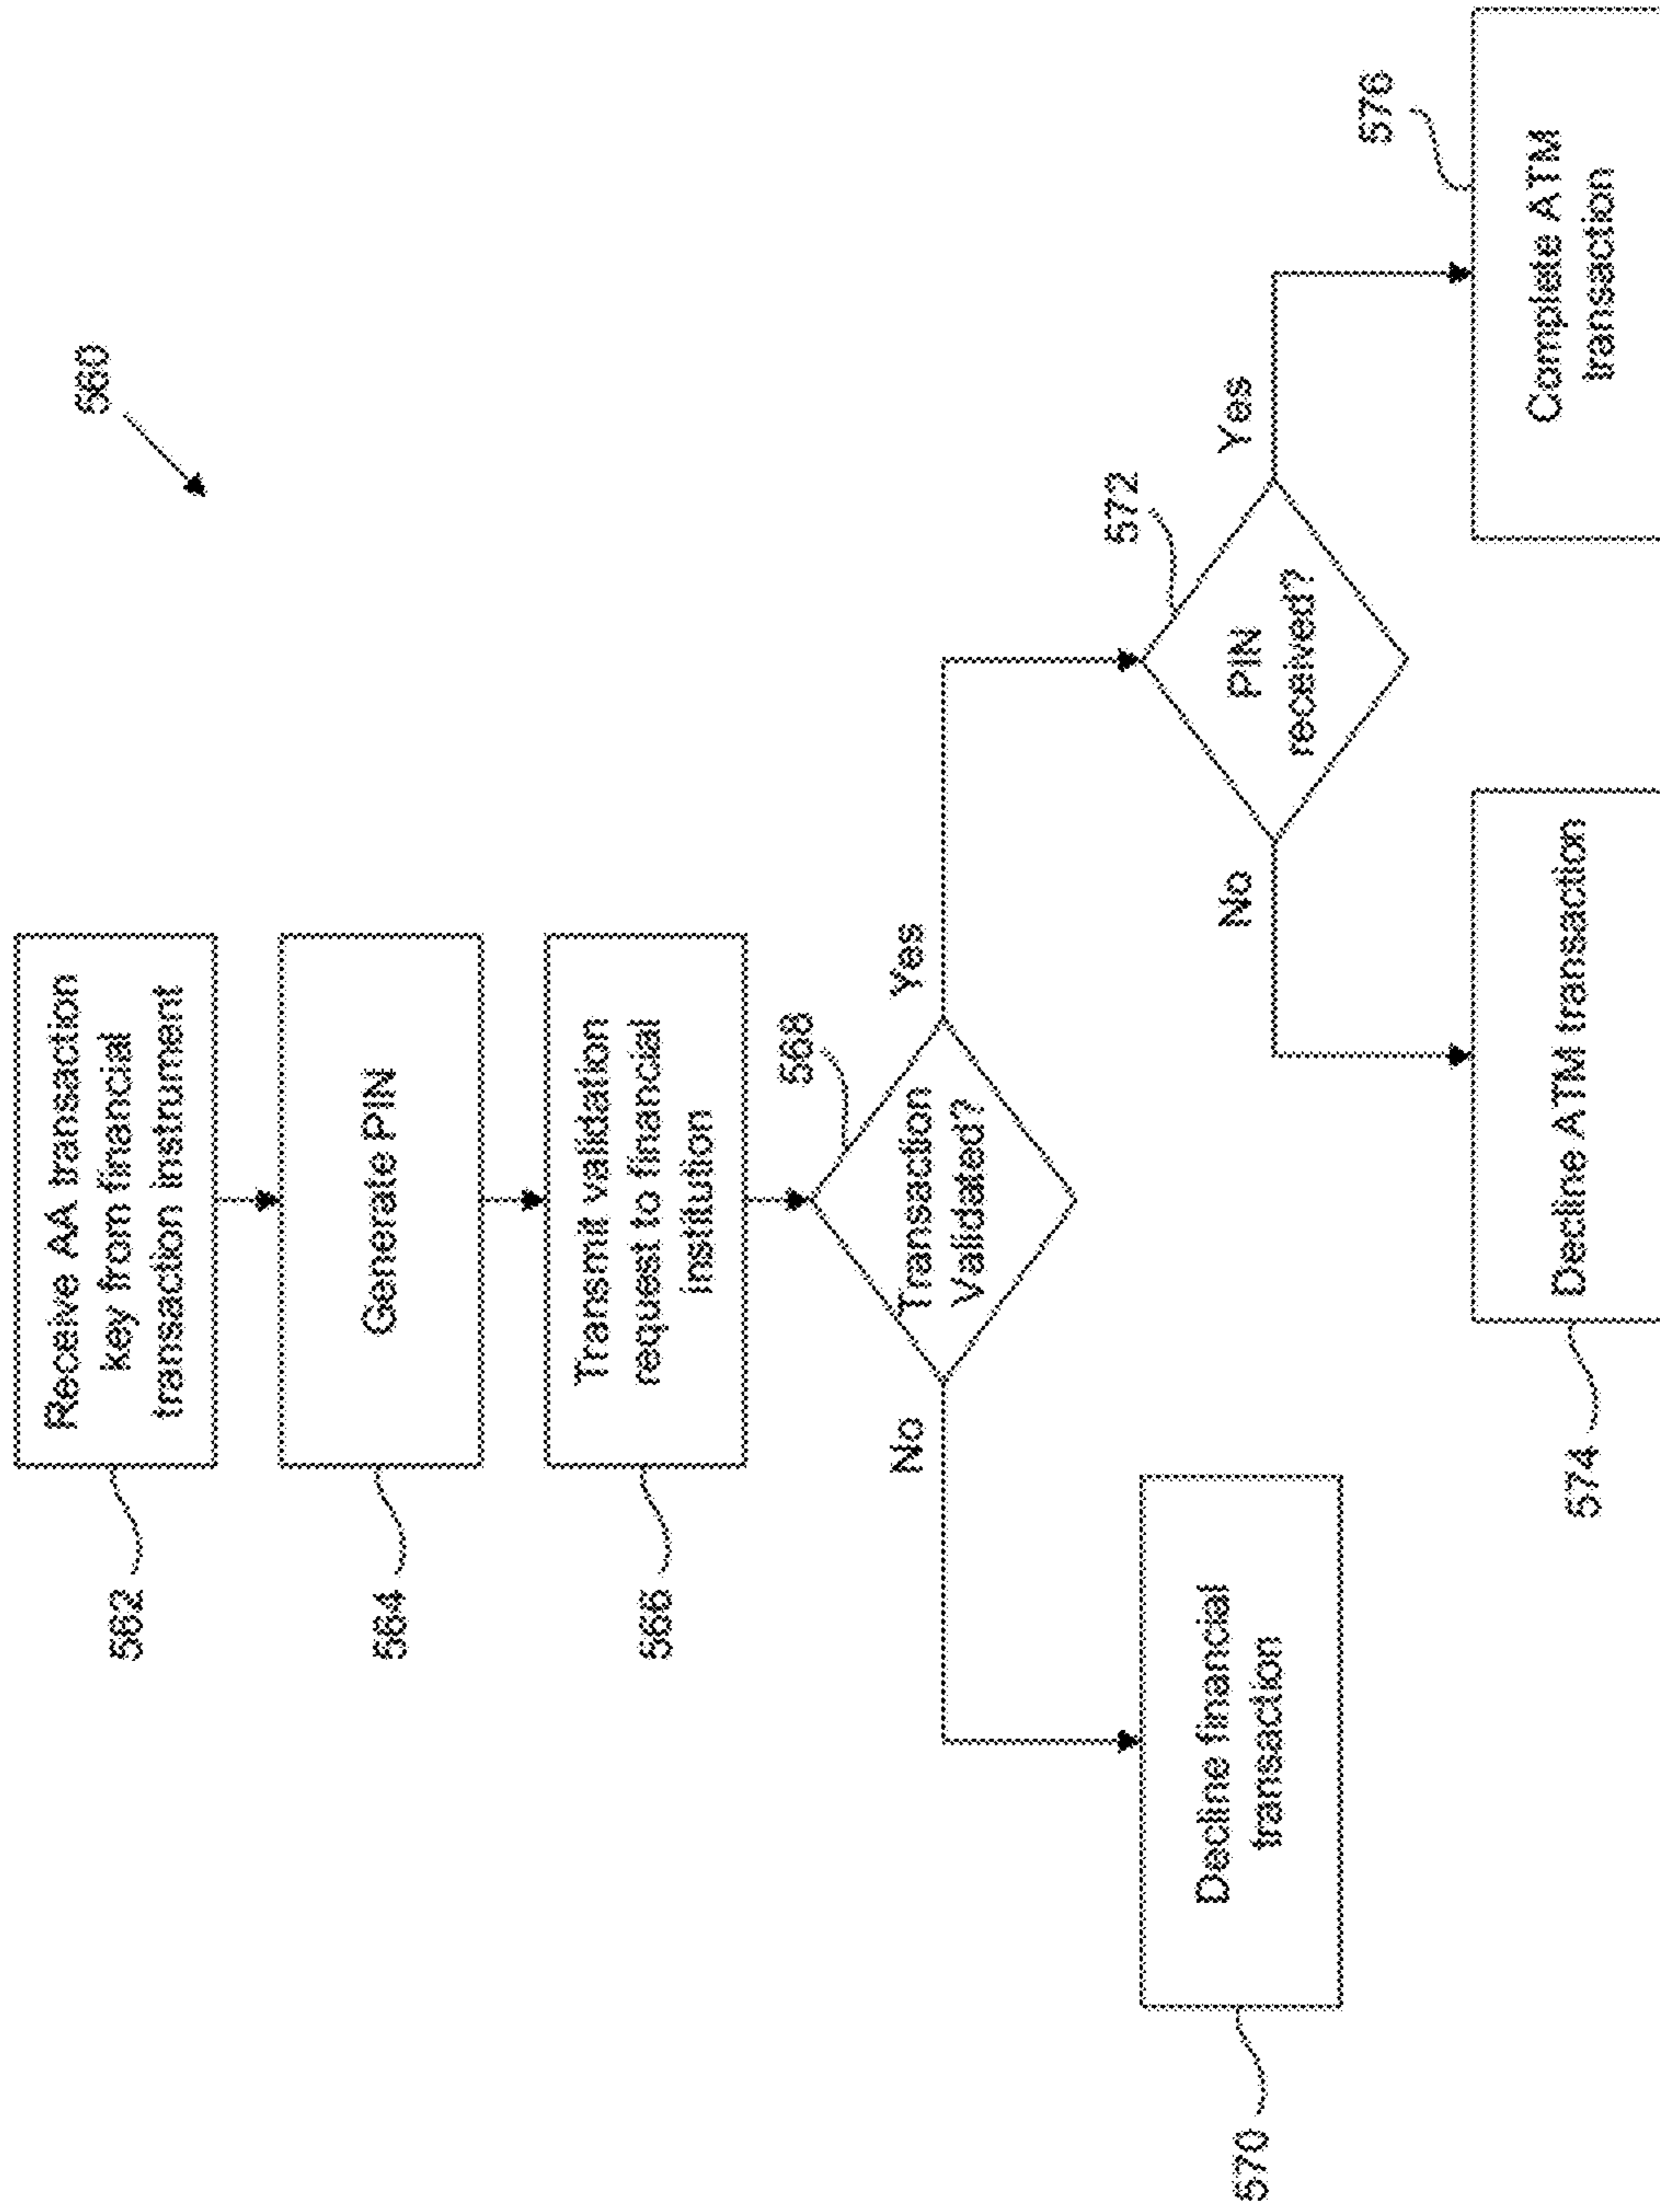 560
562
Receive AA transaction
key from financial
transaction instrument
564
Generate PIN
566
Transmit validation
request to financial
institution
568
Transaction
Validated?
No
Yes
570
Decline financial
transaction
572
PIN
received?
No
Yes
574
Decline ATM transaction
576
Complete ATM
transaction